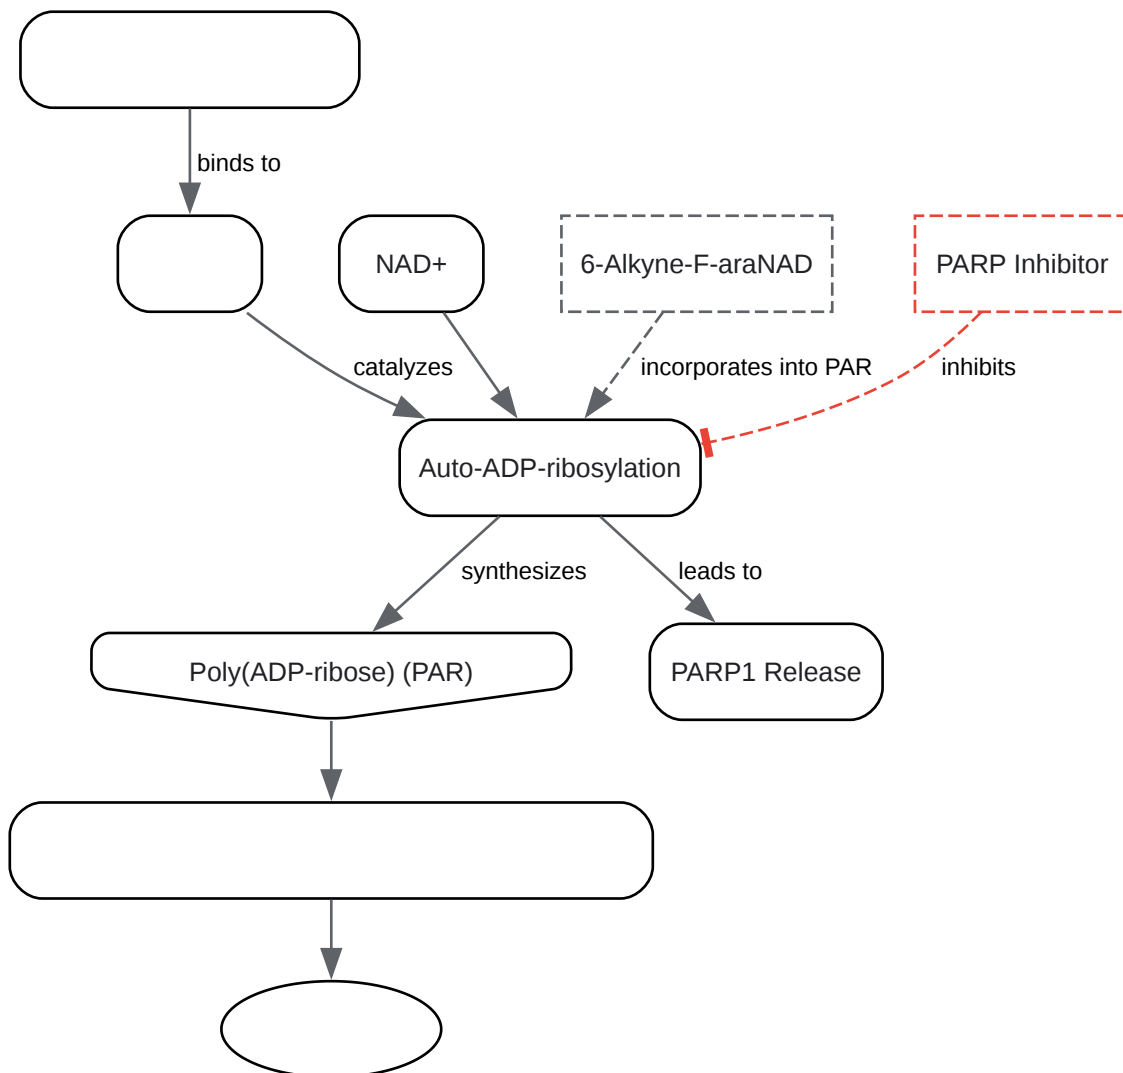 binds to
NAD+
6-Alkyne-F-araNAD
PARP Inhibitor
catalyzes
incorporates into PAR
inhibits
Auto-ADP-ribosylation
synthesizes
leads to
Poly(ADP-ribose) (PAR)
PARP1 Release